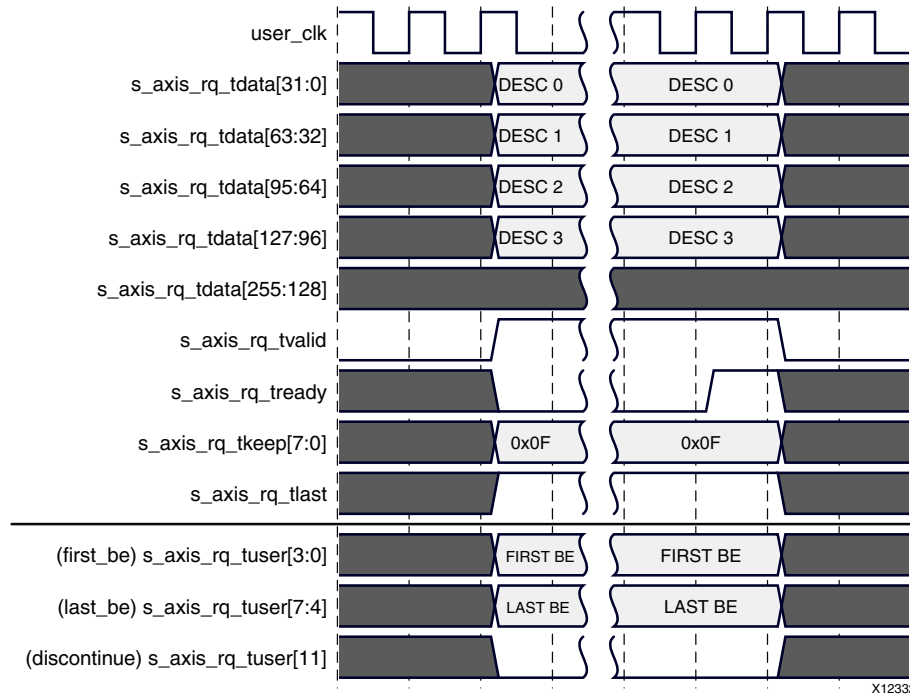 user_clk
s_axis_rq_tdata[31:0] DESC 0 DESC 0
s_axis_rq_tdata[63:32] DESC 1 DESC 1
s_axis_rq_tdata[95:64] DESC 2 DESC 2
s_axis_rq_tdata[127:96] DESC 3 DESC 3
s_axis_rq_tdata[255:128]
s_axis_rq_tvalid
s_axis_rq_tready
s_axis_rq_tkeep[7:0] 0x0F 0x0F
s_axis_rq_tlast
(first_be) s_axis_rq_tuser[3:0] FIRST BE FIRST BE
(last_be) s_axis_rq_tuser[7:4] LAST BE LAST BE
(discontinue) s_axis_rq_tuser[11]